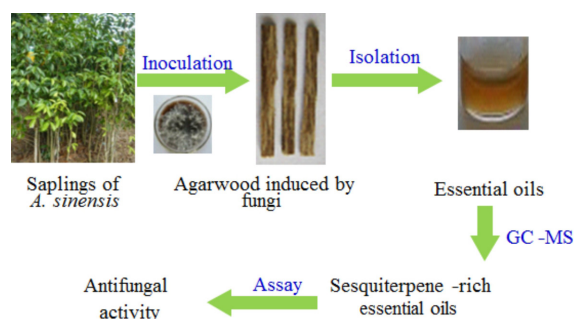 Inoculation
Isolation
Saplings of
A. sinensis
Agarwood induced by
fungi
Essential oils
GC -MS
Sesquiterpene -rich
essential oils
Assay
Antifungal
activity